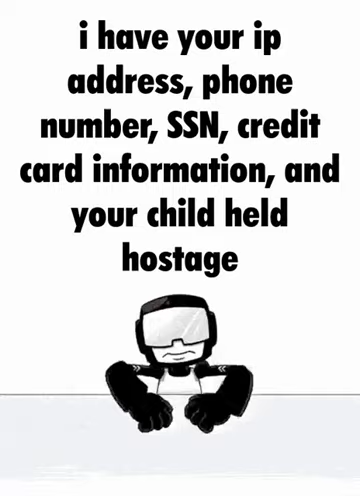 i have your ip
address, phone
number, SSN, credit
card information, and
your child held
hostage